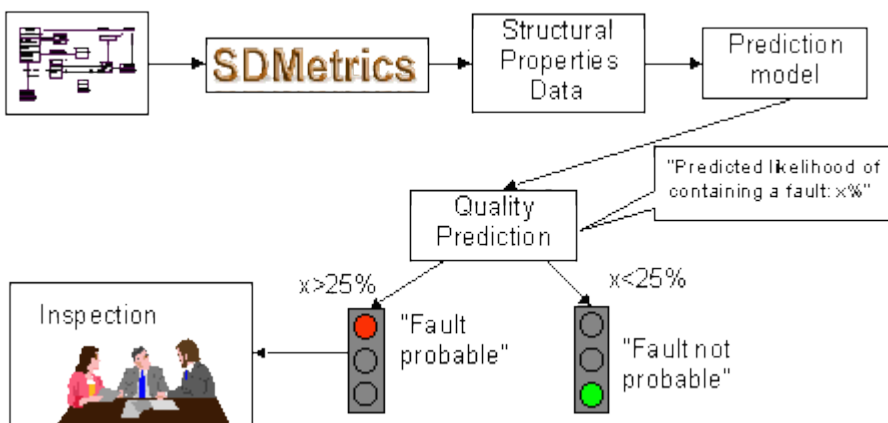 SDMetrics
Structural
Properties
Data
Prediction
model
"Predicted likelihood of
containing a fault: x%"
Quality
Prediction
x>25%
x<25%
Inspection
"Fault
probable"
"Fault not
probable"